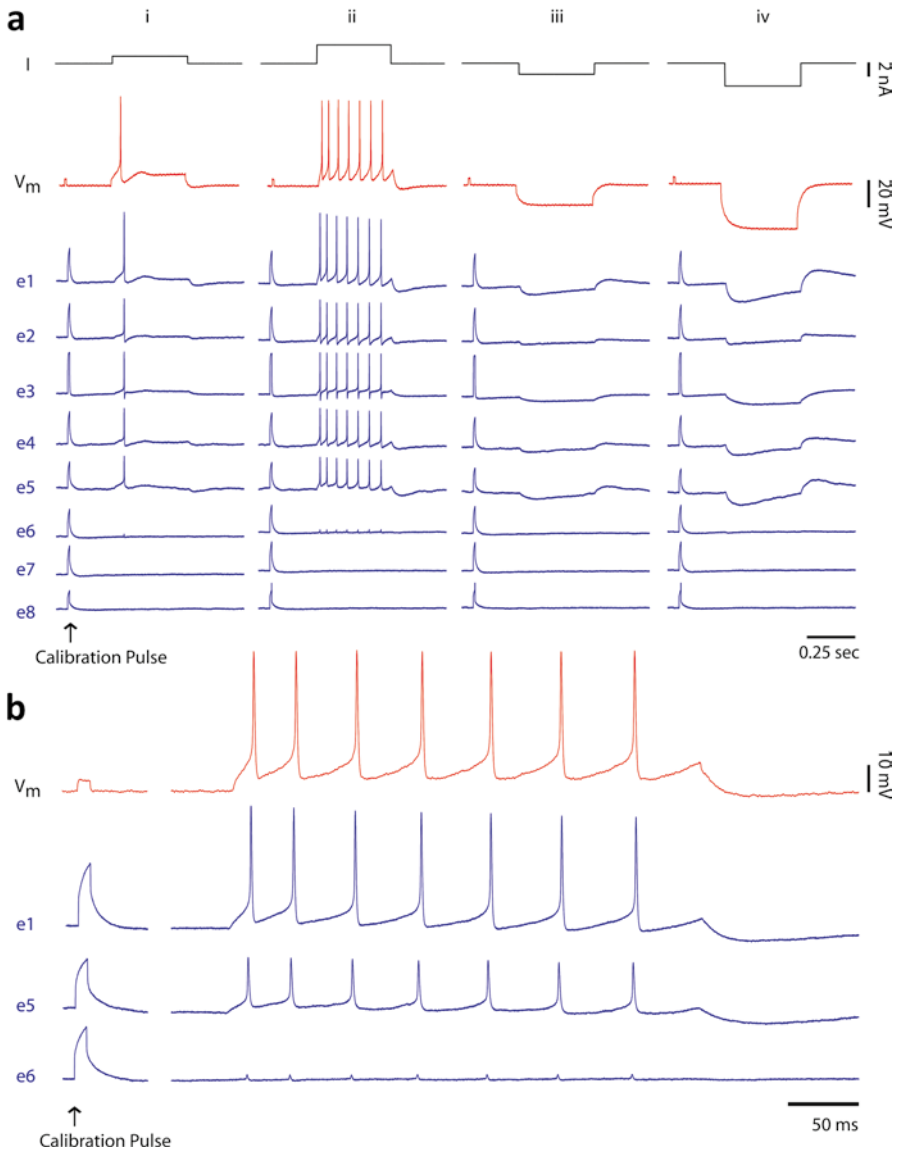 a
i ii iii iv
I
2 nA
Vm
20 mV
e1
e2
e3
e4
e5
e6
e7
e8
↑
Calibration Pulse
0.25 sec
b
Vm
10 mV
e1
e5
e6
↑
Calibration Pulse
50 ms